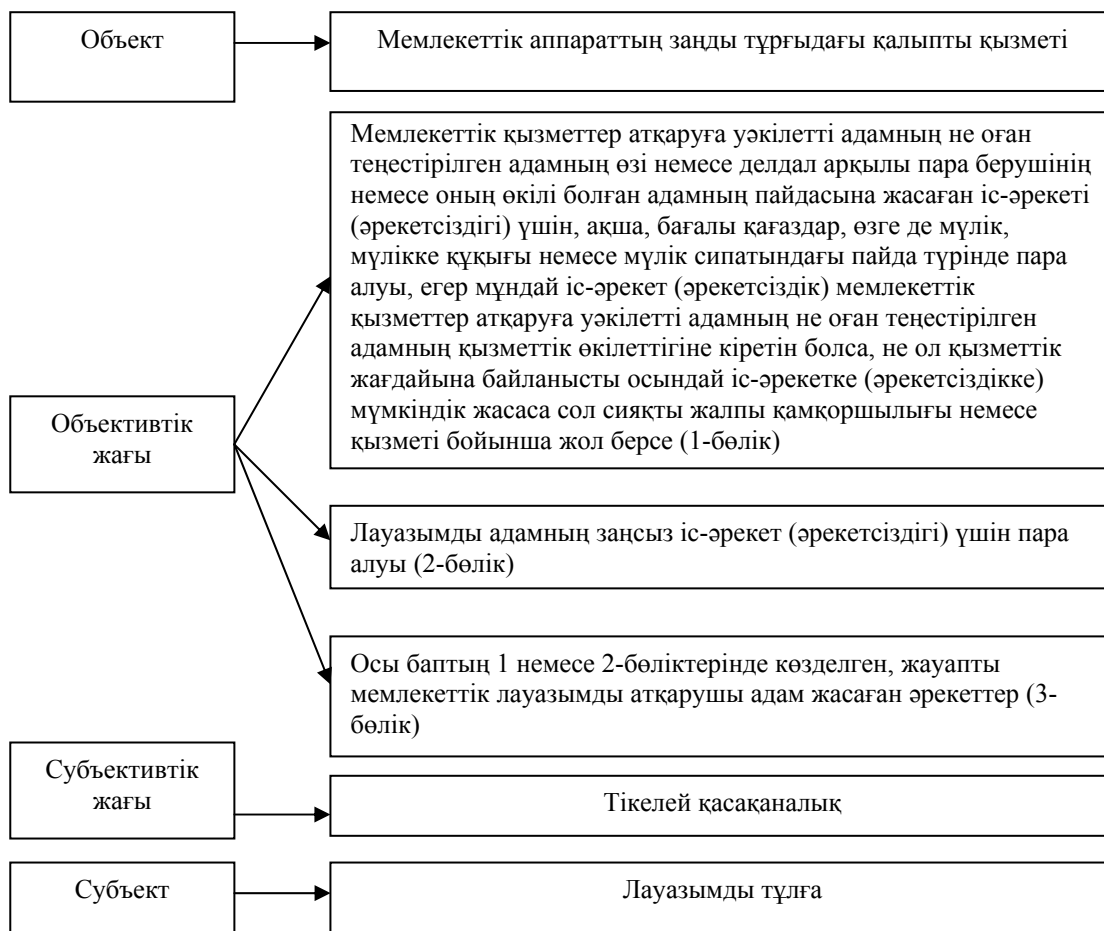 Объект
Мемлекеттік аппараттың заңды тұрғыдағы қалыпты қызметі
Объективтік
жағы
Мемлекеттік қызметтер атқаруға уәкілетті адамның не оған
теңестірілген адамның өзі немесе делдал арқылы пара берушінің
немесе оның өкілі болған адамның пайдасына жасаған іс-әрекеті
(әрекетсіздігі) үшін, ақша, бағалы қағаздар, өзге де мүлік,
мүлікке құқығы немесе мүлік сипатындағы пайда түрінде пара
алуы, егер мұндай іс-әрекет (әрекетсіздік) мемлекеттік
қызметтер атқаруға уәкілетті адамның не оған теңестірілген
адамның қызметтік өкілеттігіне кіретін болса, не ол қызметтік
жағдайына байланысты осындай іс-әрекетке (әрекетсіздікке)
мүмкіндік жасаса сол сияқты жалпы қамқоршылығы немесе
қызметі бойынша жол берсе (1-бөлік)
Лауазымды адамның заңсыз іс-әрекет (әрекетсіздігі) үшін пара
алуы (2-бөлік)
Осы баптың 1 немесе 2-бөліктерінде көзделген, жауапты
мемлекеттік лауазымды атқарушы адам жасаған әрекеттер (3-
бөлік)
Субъективтік
жағы
Тікелей қасақаналық
Субъект
Лауазымды тұлға